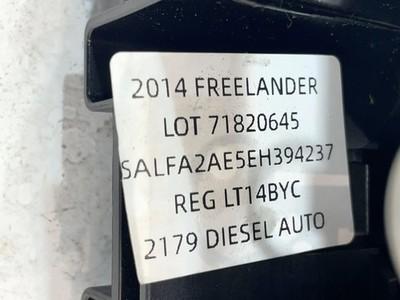 2014 FREELANDER
LOT 71820645
SALFA2AE5EH394237
REG LT14BYC
2179 DIESEL AUTO